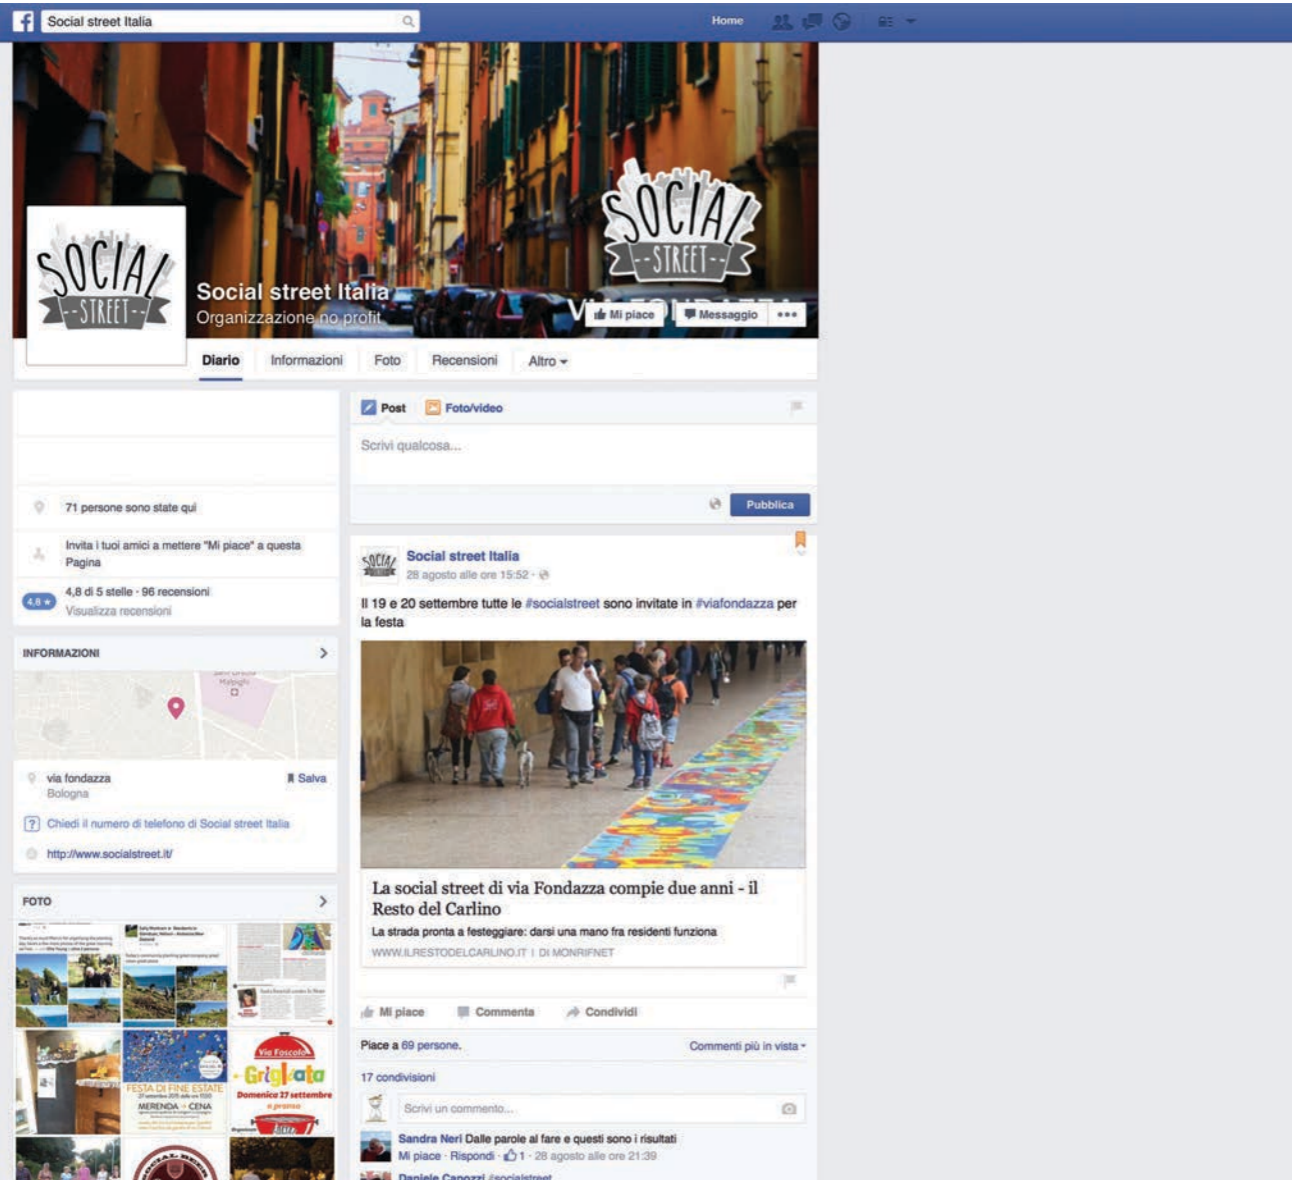 Social street Italia
Home
SOCIAL
--STREET--
SOCIAL
--STREET--
Social street Italia
Organizzazione no profit
Mi piace
Messaggio
Diario
Informazioni
Foto
Recensioni
Altro
Post
Foto/video
Scrivi qualcosa...
Pubblica
71 persone sono state qui
Invita i tuoi amici a mettere "Mi piace" a questa
Pagina
4,8 ★
4,8 di 5 stelle · 96 recensioni
Visualizza recensioni
INFORMAZIONI
Malpighi
via fondazza
Salva
Bologna
Chiedi il numero di telefono di Social street Italia
http://www.socialstreet.it/
FOTO
Via Foscolo
Grigliata
Domenica 27 settembre
a pranzo
FESTA DI FINE ESTATE
MERENDA + CENA
SOCIAL BEER
SOCIAL
Social street Italia
28 agosto alle ore 15:52 ·
Il 19 e 20 settembre tutte le #socialstreet sono invitate in #viafondazza per
la festa
La social street di via Fondazza compie due anni - il
Resto del Carlino
La strada pronta a festeggiare: darsi una mano fra residenti funziona
WWW.ILRESTODELCARLINO.IT | DI MONRIFNET
Mi piace
Commenta
Condividi
Piace a 69 persone.
Commenti più in vista
17 condivisioni
Scrivi un commento...
Sandra Neri Dalle parole al fare e questi sono i risultati
Mi piace · Rispondi · 1 · 28 agosto alle ore 21:39
Daniele Capozzi #socialstreet